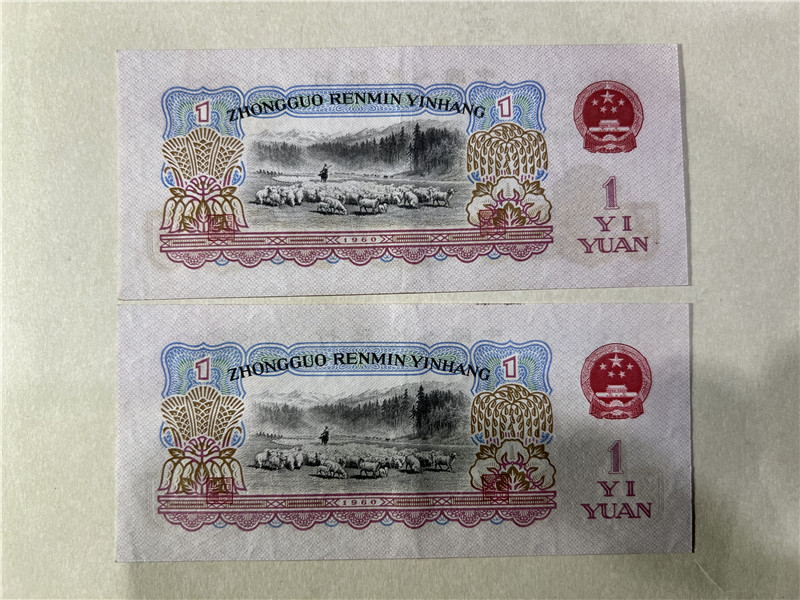 1 ZHONGGUO RENMIN YINHANG 1
1
YI
YUAN
1960
1 ZHONGGUO RENMIN YINHANG 1
1
YI
YUAN
1960